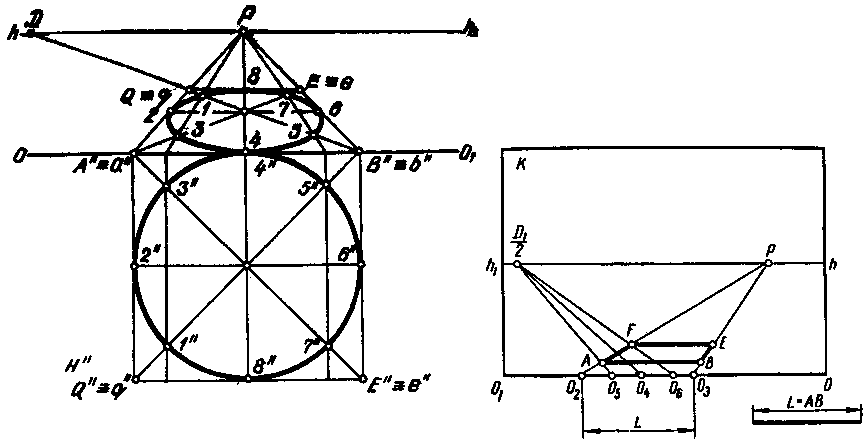 h D P h₁
8
Q≡q E≡e
2 1 7 6
3 5
O 4 O₁
A"≡a" 4" B"≡b"
3" 5"
2" 6"
1" 7"
H"
Q"≡q" 8" E"≡e"
K
D₁/2 P
h₁ h
F E
A B
O₁ O₂ O₅ O₄ O₆ O₃ O
L L=AB